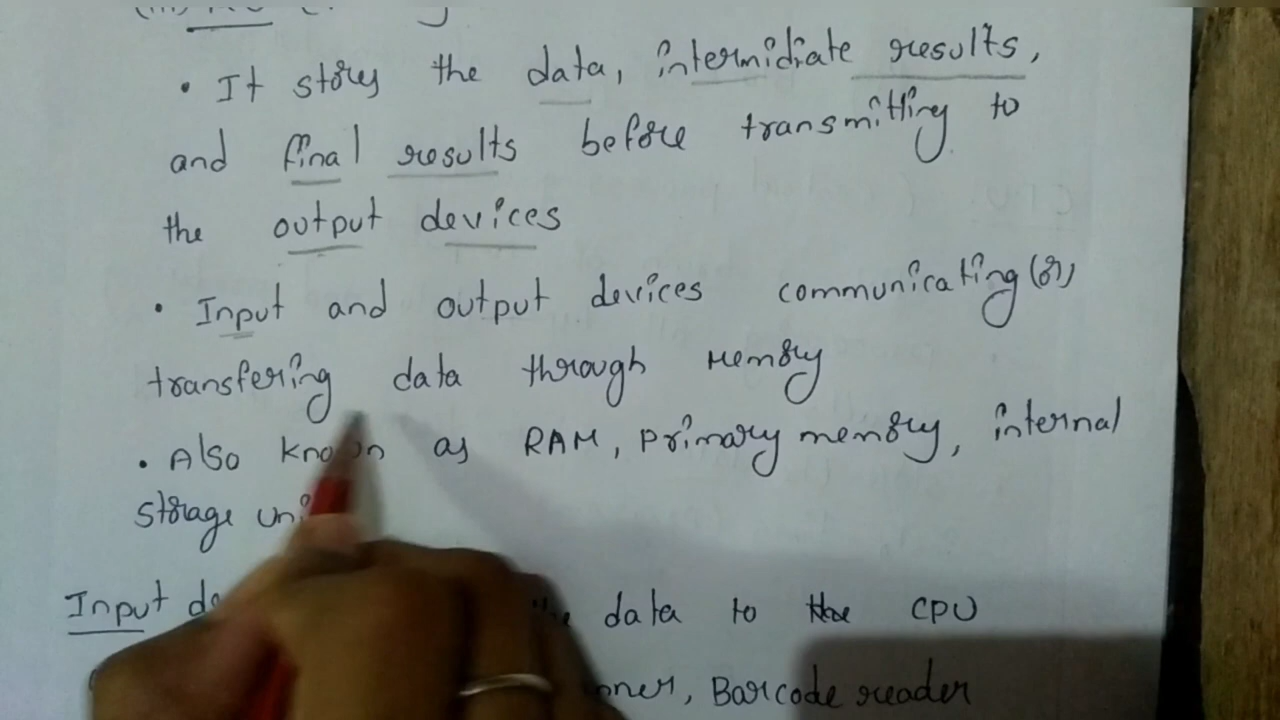 • It stores the data, intermidiate results,
and final results before transmitting to
the output devices
• Input and output devices communicating (or)
transfering data through Memory
• Also known as RAM, primary memory, internal
storage
Input data to the CPU
Barcode reader